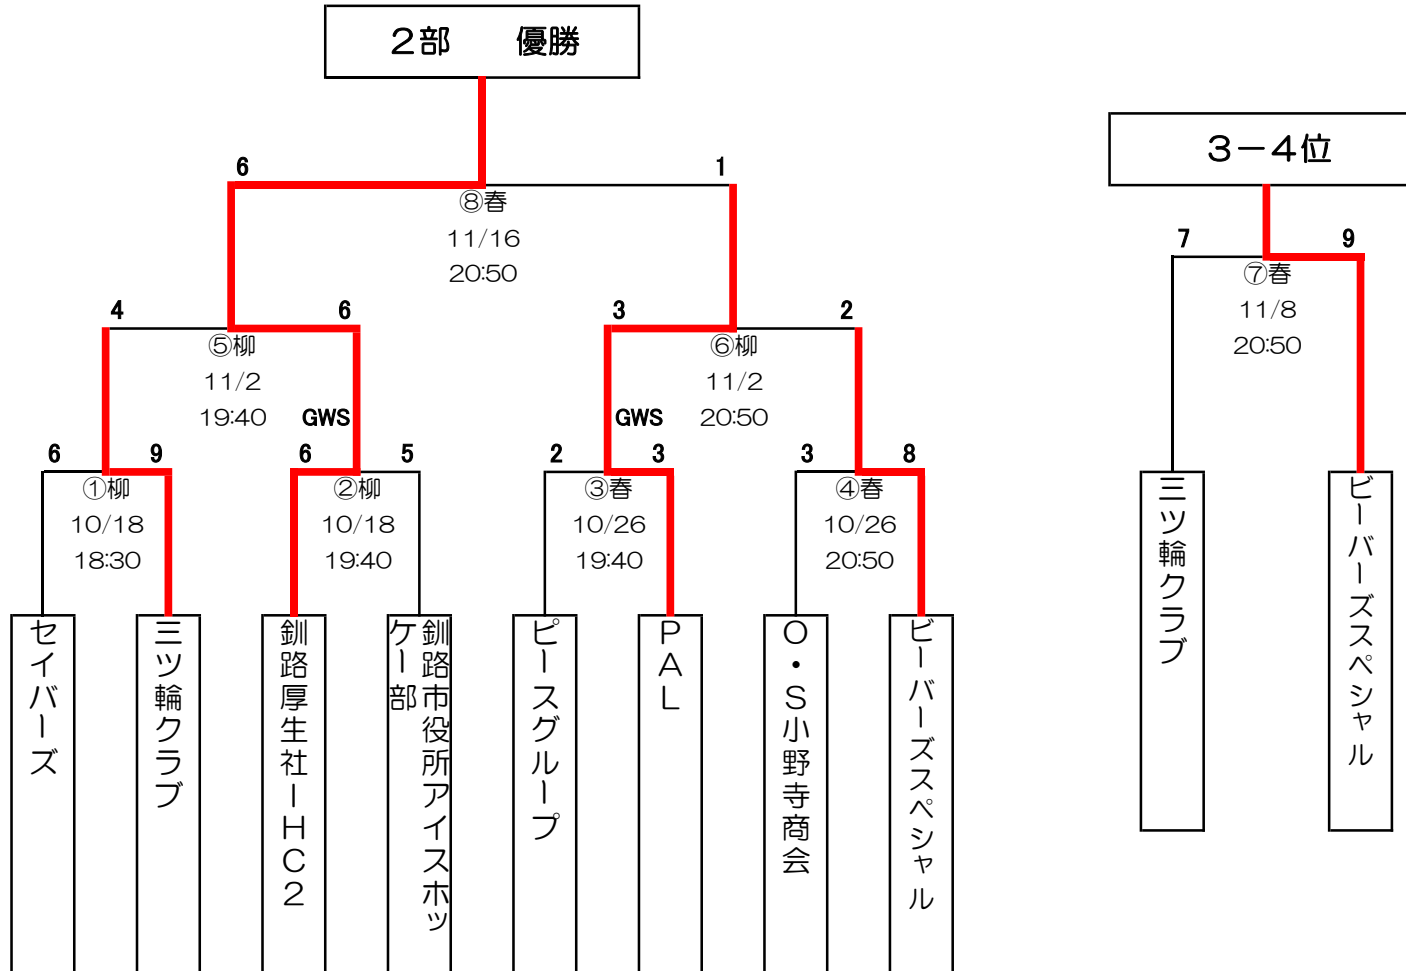 ２部　　優勝
３－４位
6
1
⑧春
11/16
20:50
7
9
⑦春
11/8
20:50
4
6
3
2
⑤柳
11/2
19:40
GWS
⑥柳
11/2
20:50
GWS
6
9
6
5
2
3
3
8
①柳
10/18
18:30
②柳
10/18
19:40
③春
10/26
19:40
④春
10/26
20:50
セイバーズ
三ツ輪クラブ
釧路厚生社ＩＨＣ２
釧路市役所アイスホッ
ケー部
ピースグループ
ＰＡＬ
Ｏ・Ｓ小野寺商会
ビーバーズスペシャル
三ツ輪クラブ
ビーバーズスペシャル